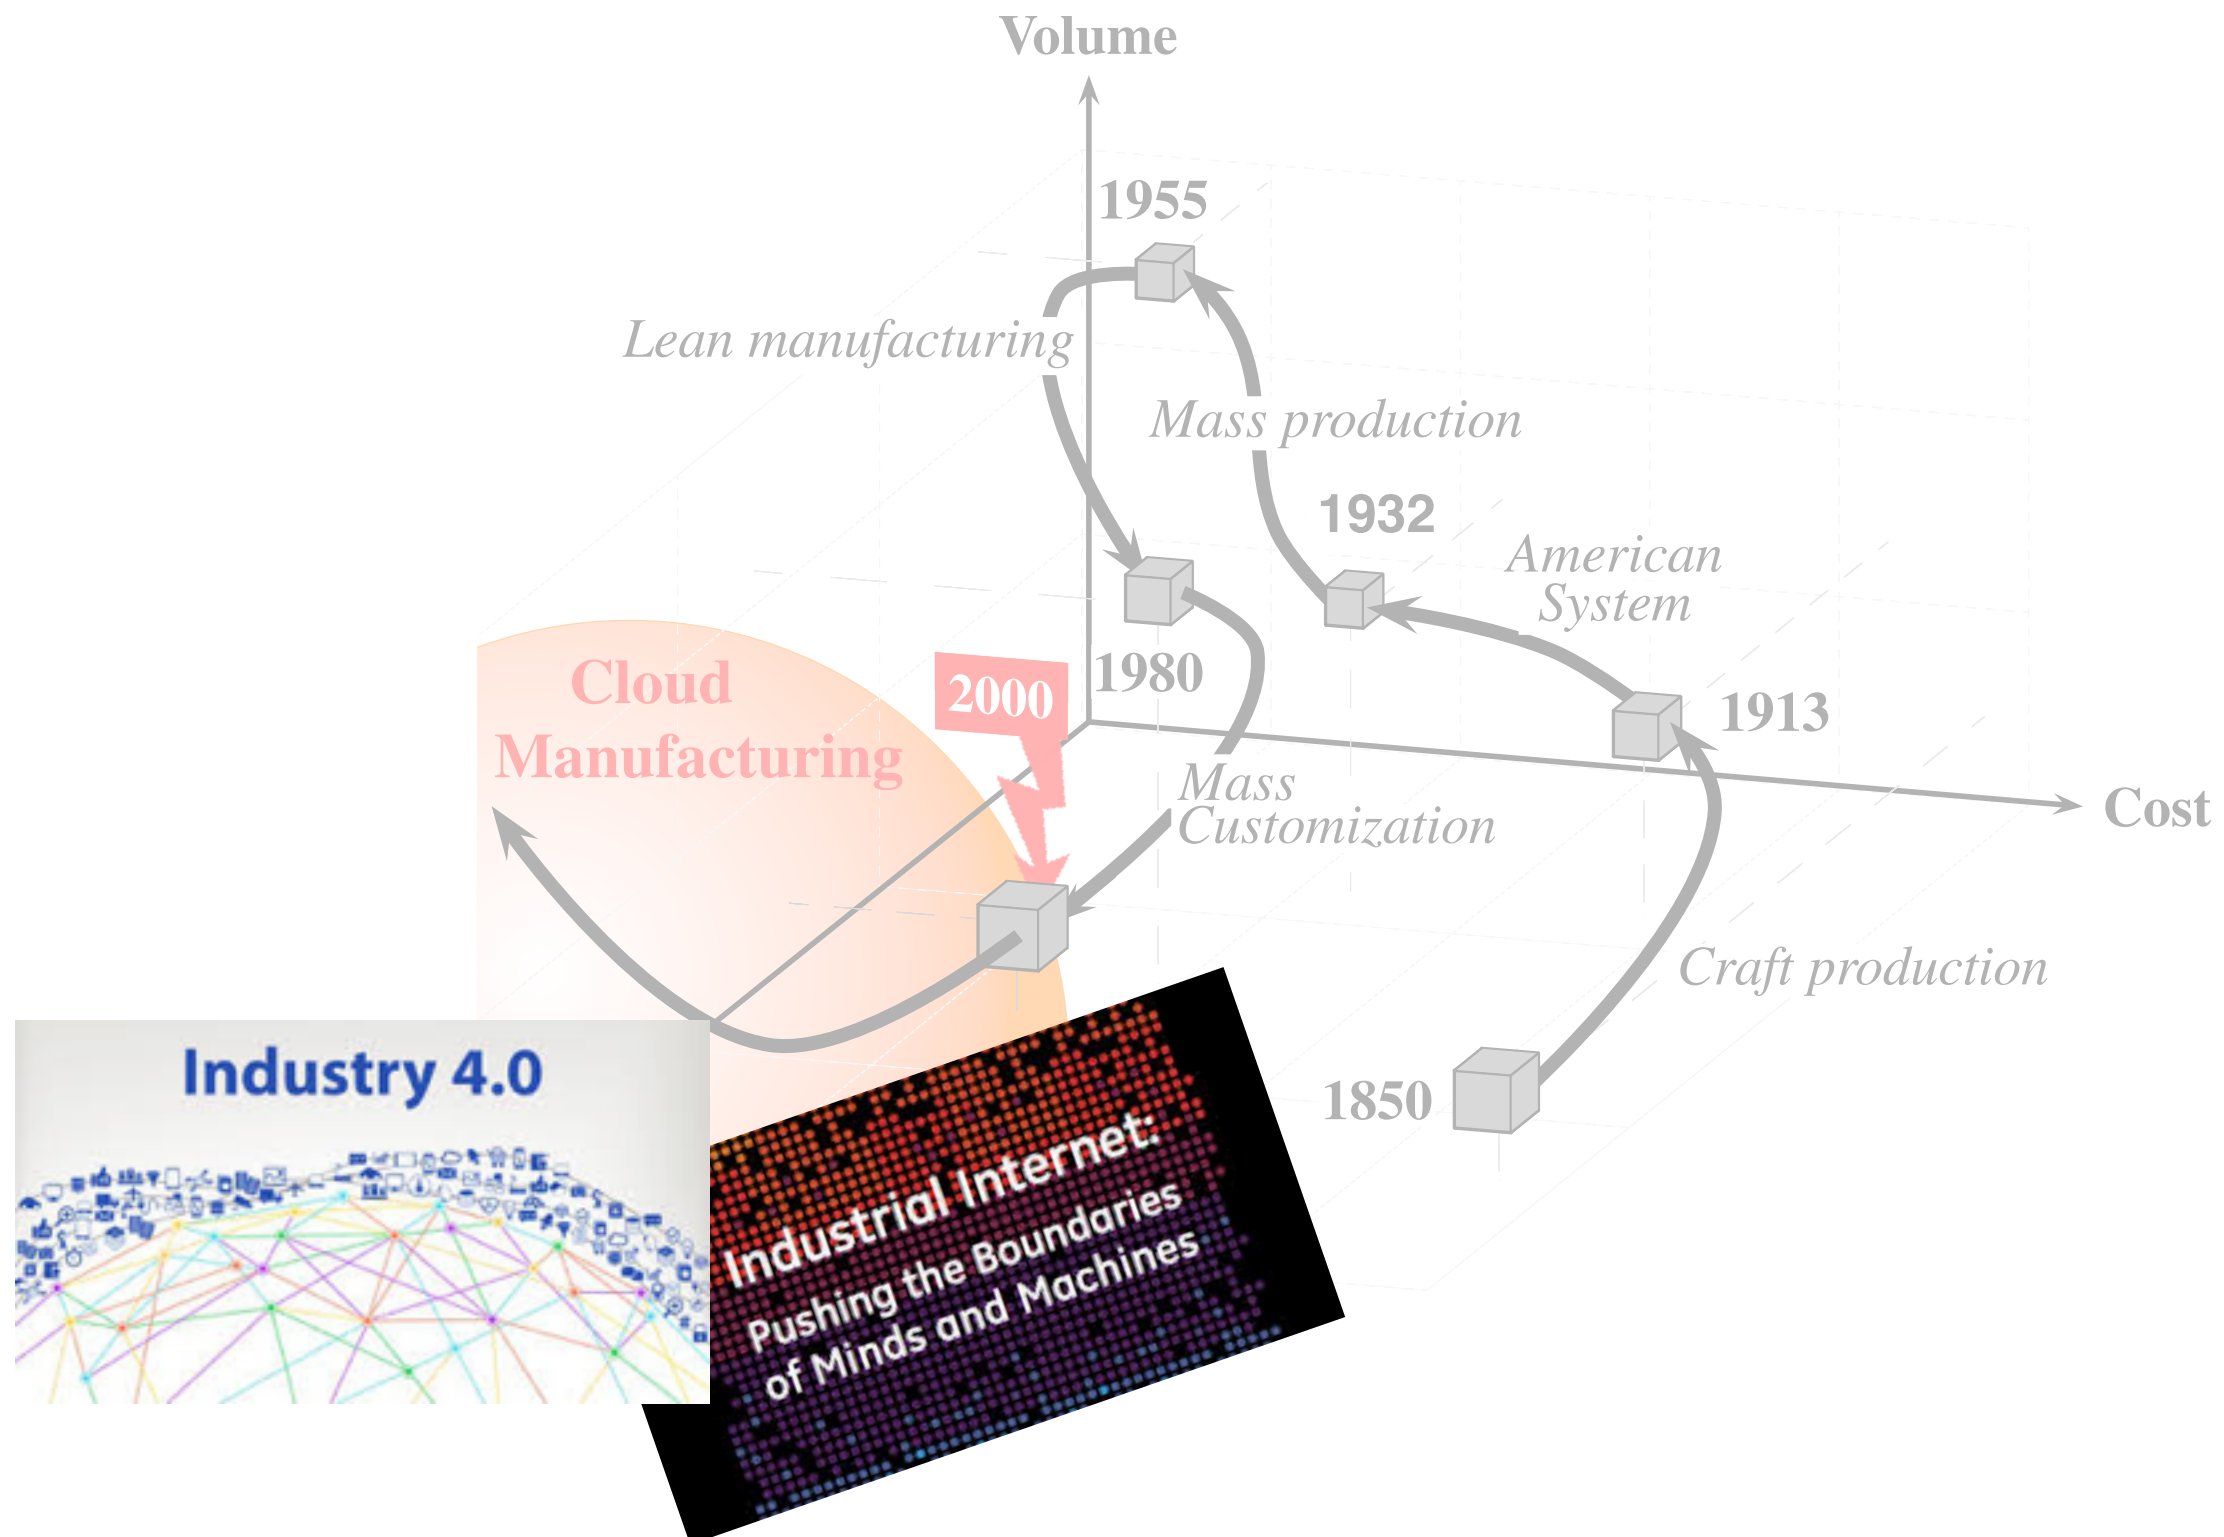 Volume
1955
Lean manufacturing
Mass production
1932
American
System
1980
2000
1913
Cloud
Manufacturing
Mass
Customization
Cost
Craft production
1850
Industry 4.0
Industrial Internet:
Pushing the Boundaries
of Minds and Machines